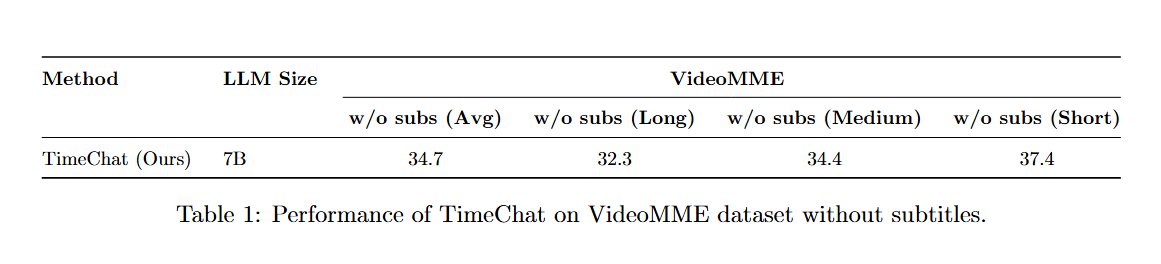 Method LLM Size VideoMME
w/o subs (Avg) w/o subs (Long) w/o subs (Medium) w/o subs (Short)
TimeChat (Ours) 7B 34.7 32.3 34.4 37.4
Table 1: Performance of TimeChat on VideoMME dataset without subtitles.